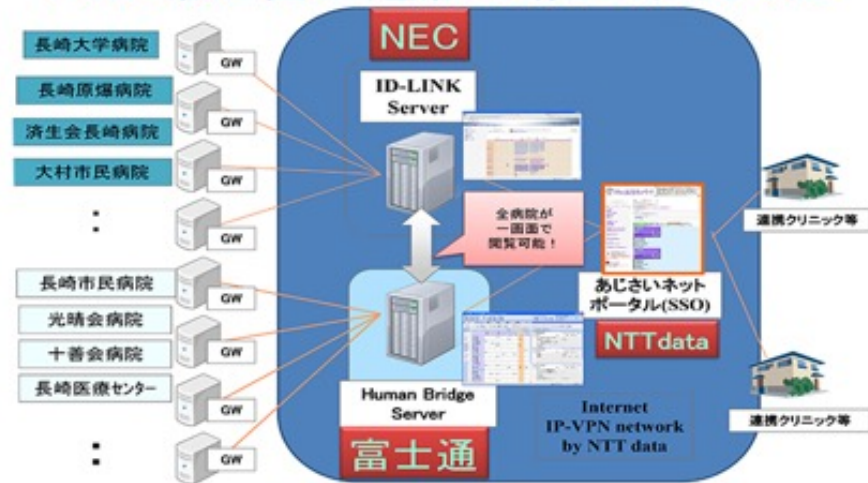 NEC
ID-LINK
Server
長崎大学病院
長崎原爆病院
済生会長崎病院
大村市民病院
:
GW
GW
GW
GW
全病院が
一画面で
閲覧可能！
長崎市民病院
光晴会病院
十善会病院
長崎医療センター
:
GW
GW
GW
GW
Human Bridge
Server
富士通
あじさいネット
ポータル(SSO)
NTTdata
Internet
IP-VPN network
by NTT data
連携クリニック等
連携クリニック等